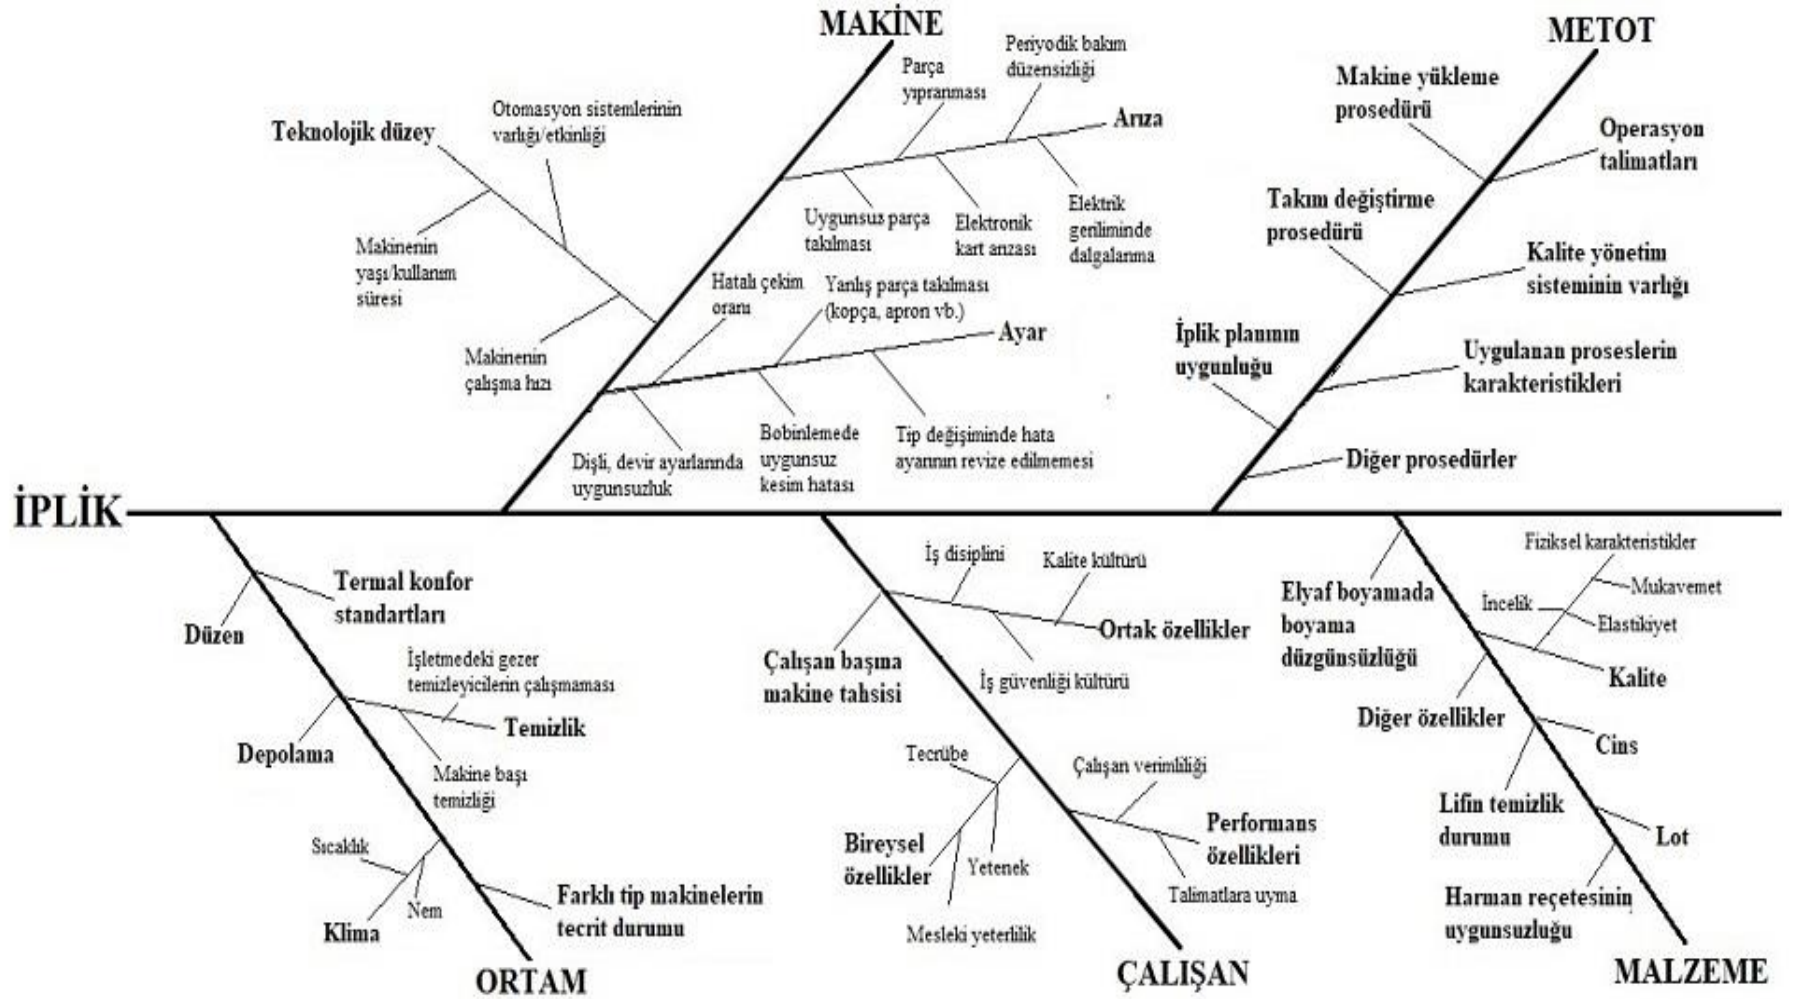 MAKİNE
METOT
Teknolojik düzey
Otomasyon sistemlerinin
varlığı/etkinliği
Makinenin
yaşı/kullanım
süresi
Makinenin
çalışma hızı
Parça
yıpranması
Periyodik bakım
düzensizliği
Arıza
Uygunsuz parça
takılması
Elektronik
kart arızası
Elektrik
geriliminde
dalgalanma
Hatalı çekim
oranı
Yanlış parça takılması
(kopça, apron vb.)
Ayar
Dişli, devir ayarlarında
uygunsuzluk
Bobinlemede
uygunsuz
kesim hatası
Tip değişiminde hata
ayarının revize edilmemesi
Makine yükleme
prosedürü
Operasyon
talimatları
Takım değiştirme
prosedürü
Kalite yönetim
sisteminin varlığı
İplik planının
uygunluğu
Uygulanan proseslerin
karakteristikleri
Diğer prosedürler
İPLİK
Termal konfor
standartları
Düzen
İşletmedeki gezer
temizleyicilerin çalışmaması
Temizlik
Depolama
Makine başı
temizliği
Sıcaklık
Nem
Klima
Farklı tip makinelerin
tecrit durumu
ORTAM
İş disiplini
Kalite kültürü
Ortak özellikler
Çalışan başına
makine tahsisi
İş güvenliği kültürü
Tecrübe
Çalışan verimliliği
Bireysel
özellikler
Yetenek
Performans
özellikleri
Talimatlara uyma
Mesleki yeterlilik
ÇALIŞAN
Fiziksel karakteristikler
Mukavemet
İncelik
Elastikiyet
Elyaf boyamada
boyama
düzgünsüzlüğü
Kalite
Diğer özellikler
Cins
Lifin temizlik
durumu
Lot
Harman reçetesinin
uygunsuzluğu
MALZEME